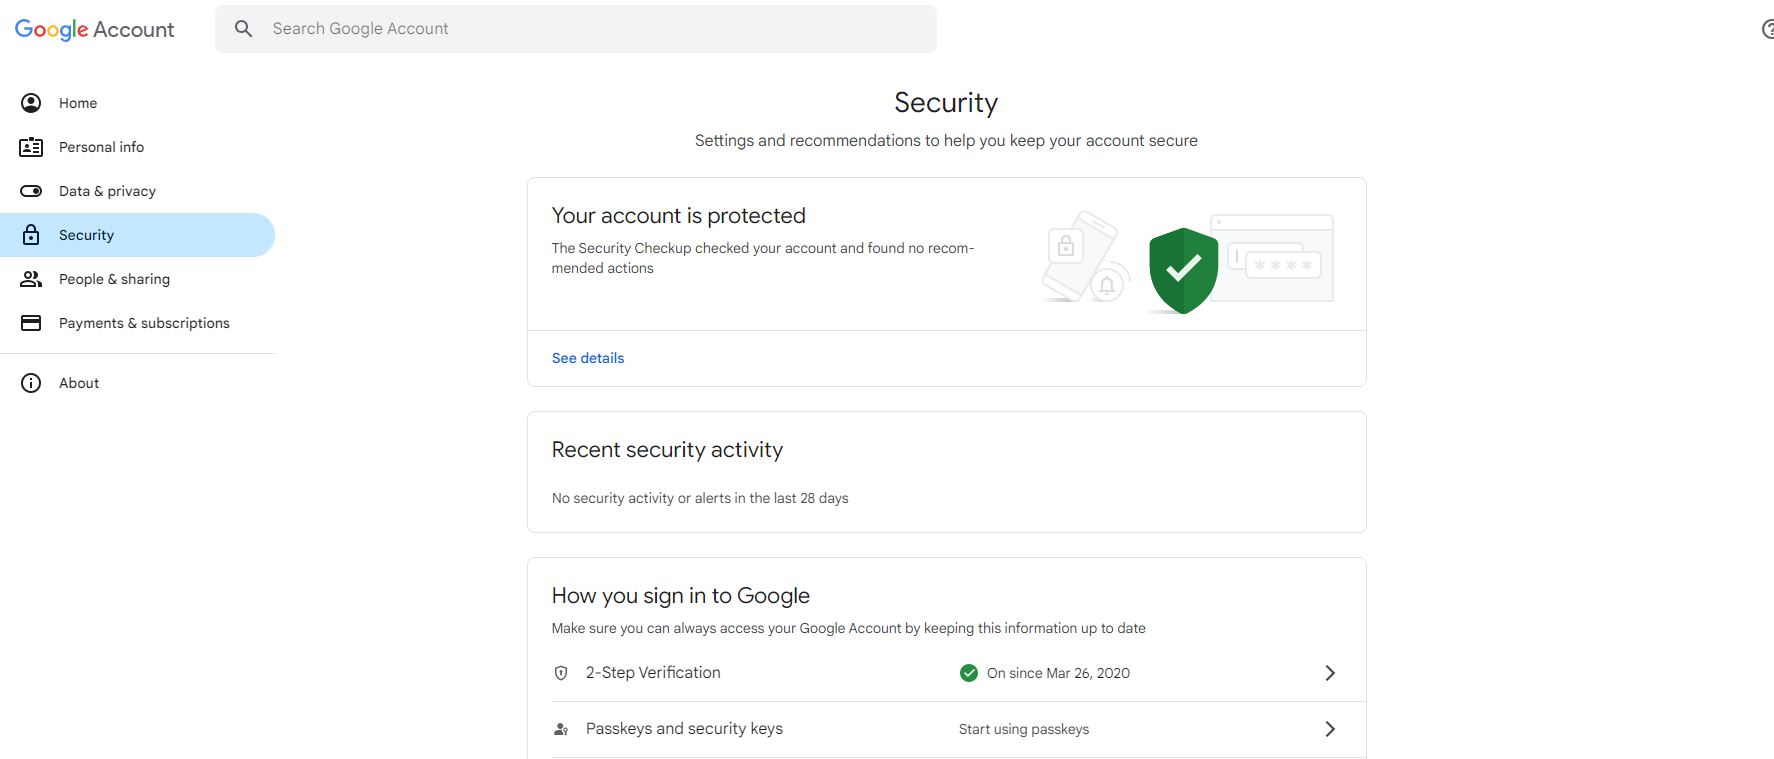 Google Account
Search Google Account
Home
Personal info
Data & privacy
Security
People & sharing
Payments & subscriptions
About
Security
Settings and recommendations to help you keep your account secure
Your account is protected
The Security Checkup checked your account and found no recom-
mended actions
****
See details
Recent security activity
No security activity or alerts in the last 28 days
How you sign in to Google
Make sure you can always access your Google Account by keeping this information up to date
2-Step Verification
On since Mar 26, 2020
Passkeys and security keys
Start using passkeys